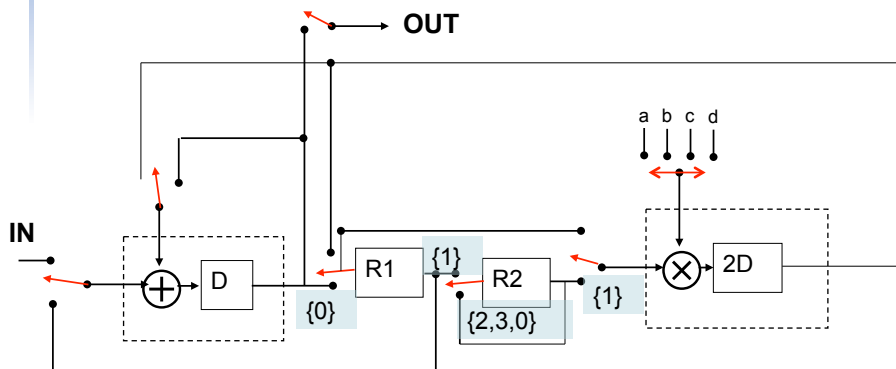 OUT
a b c d
IN
+ D
R1
{1}
R2
× 2D
{0}
{2,3,0}
{1}